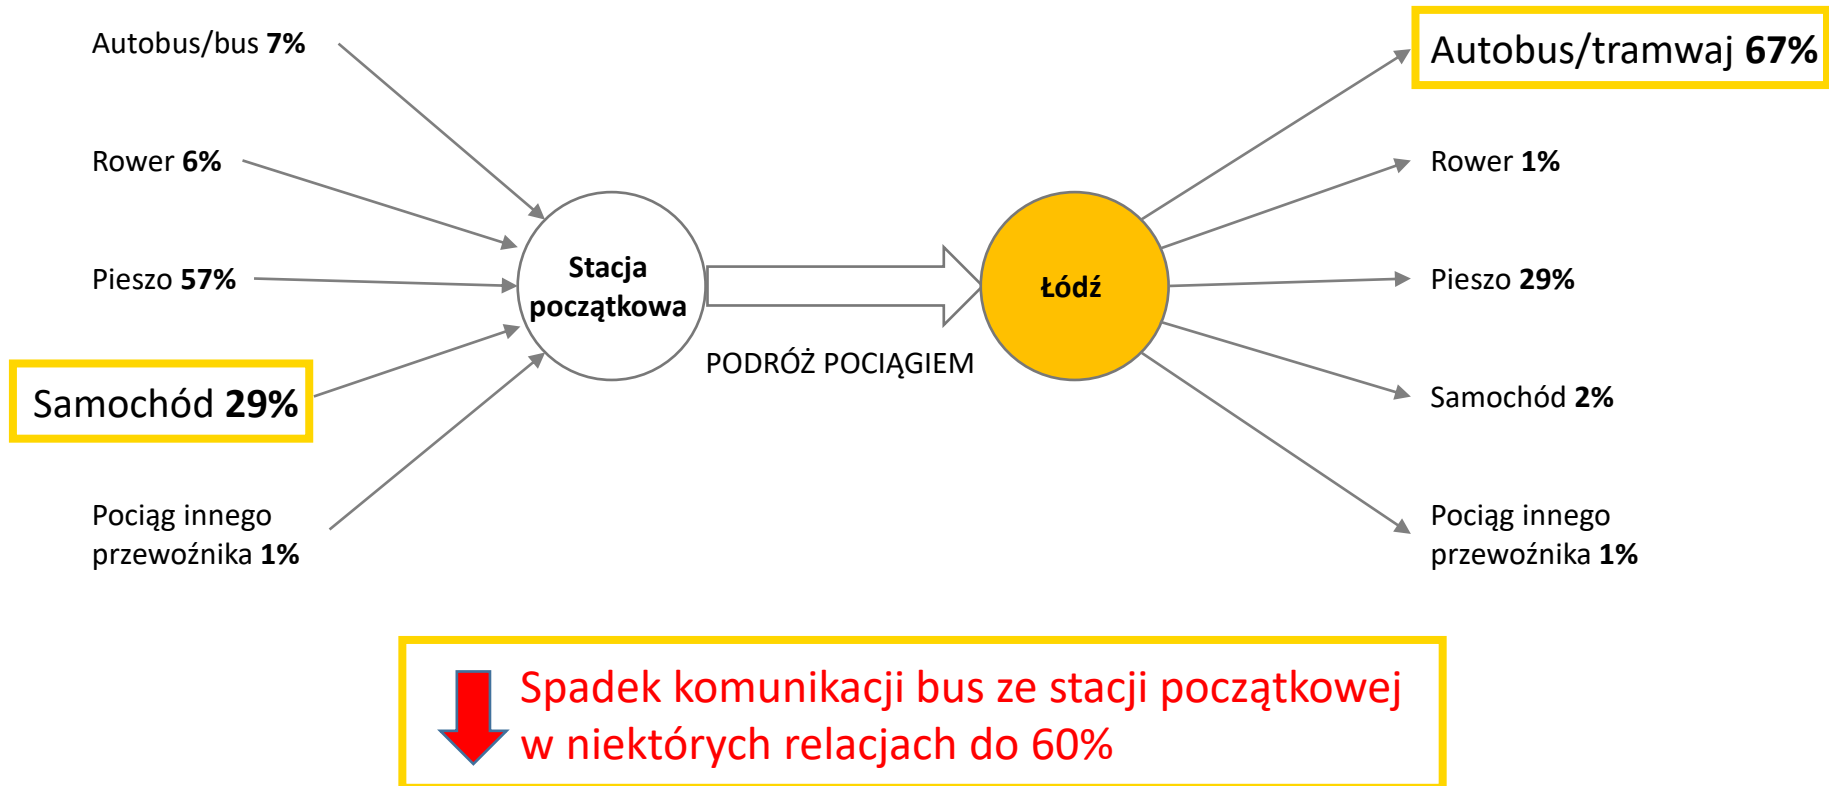 Autobus/bus 7%
Rower 6%
Pieszo 57%
Samochód 29%
Pociąg innego
przewoźnika 1%
Stacja
początkowa
PODRÓŻ POCIĄGIEM
Łódź
Autobus/tramwaj 67%
Rower 1%
Pieszo 29%
Samochód 2%
Pociąg innego
przewoźnika 1%
Spadek komunikacji bus ze stacji początkowej
w niektórych relacjach do 60%